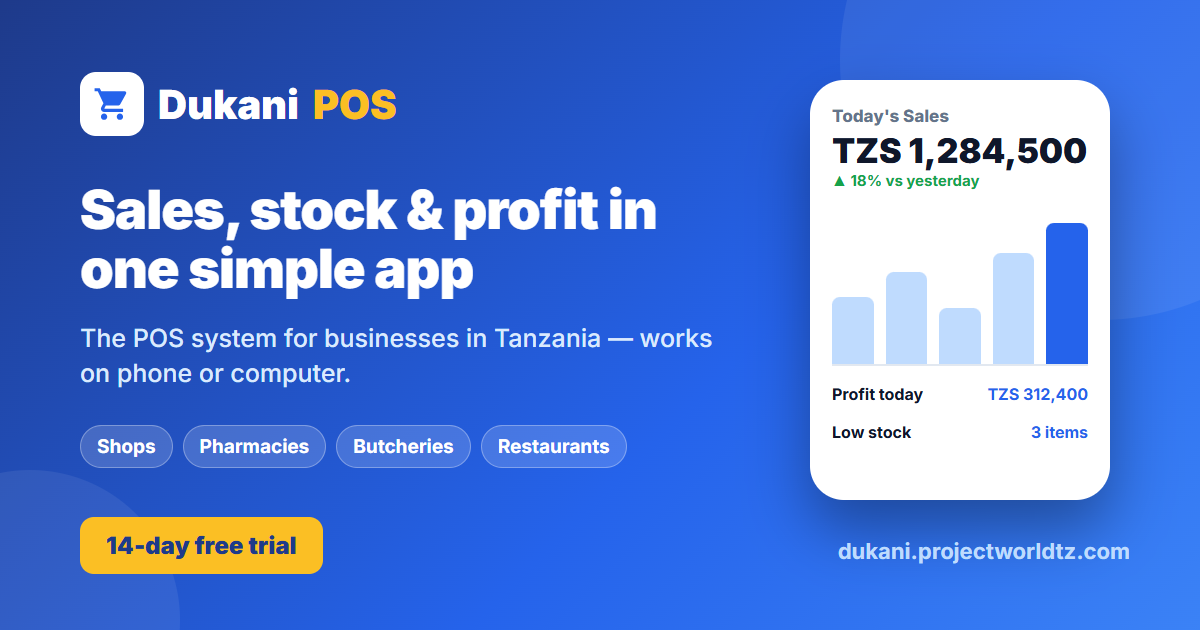 Dukani POS
Sales, stock & profit in
one simple app
The POS system for businesses in Tanzania — works
on phone or computer.
Shops Pharmacies Butcheries Restaurants
14-day free trial
Today's Sales
TZS 1,284,500
▲ 18% vs yesterday
Profit today TZS 312,400
Low stock 3 items
dukani.projectworldtz.com